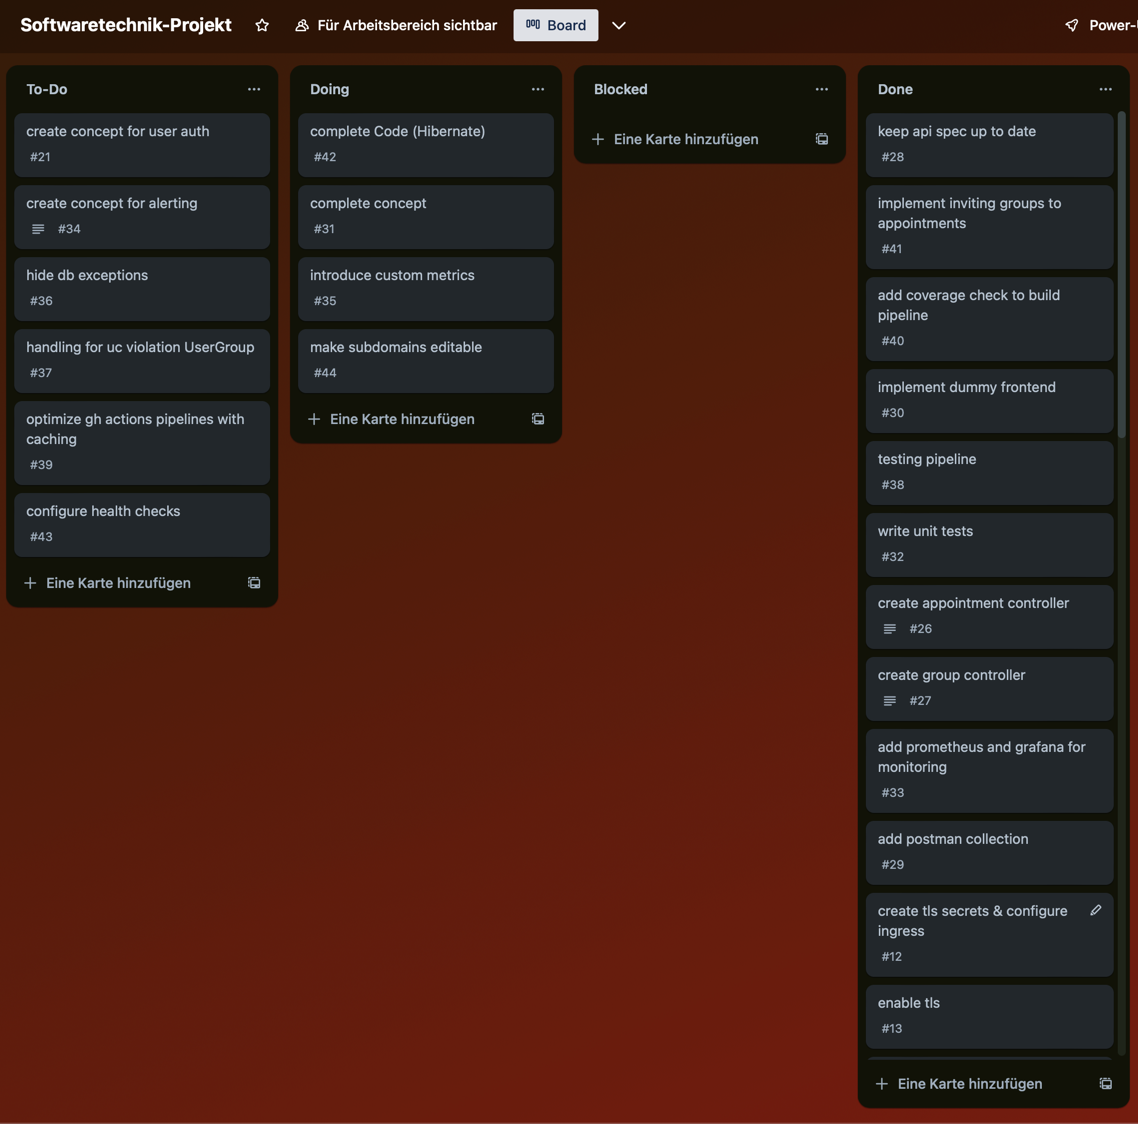 Softwaretechnik-Projekt
Für Arbeitsbereich sichtbar
Board
Power-
To-Do
create concept for user auth
#21
create concept for alerting
#34
hide db exceptions
#36
handling for uc violation UserGroup
#37
optimize gh actions pipelines with
caching
#39
configure health checks
#43
Eine Karte hinzufügen
Doing
complete Code (Hibernate)
#42
complete concept
#31
introduce custom metrics
#35
make subdomains editable
#44
Eine Karte hinzufügen
Blocked
Eine Karte hinzufügen
Done
keep api spec up to date
#28
implement inviting groups to
appointments
#41
add coverage check to build
pipeline
#40
implement dummy frontend
#30
testing pipeline
#38
write unit tests
#32
create appointment controller
#26
create group controller
#27
add prometheus and grafana for
monitoring
#33
add postman collection
#29
create tls secrets & configure
ingress
#12
enable tls
#13
Eine Karte hinzufügen